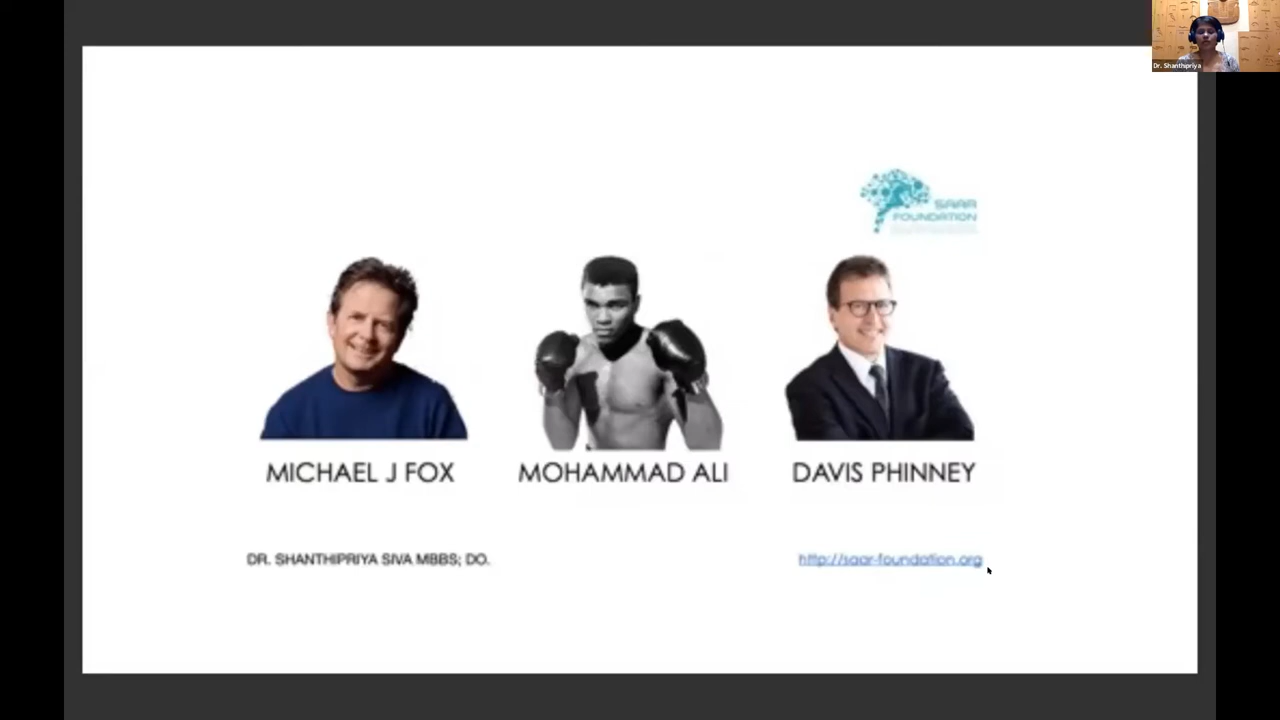 Dr. Shanthipriya
SAAR
FOUNDATION
MICHAEL J FOX
MOHAMMAD ALI
DAVIS PHINNEY
DR. SHANTHIPRIYA SIVA MBBS; DO.
http://saar-foundation.org